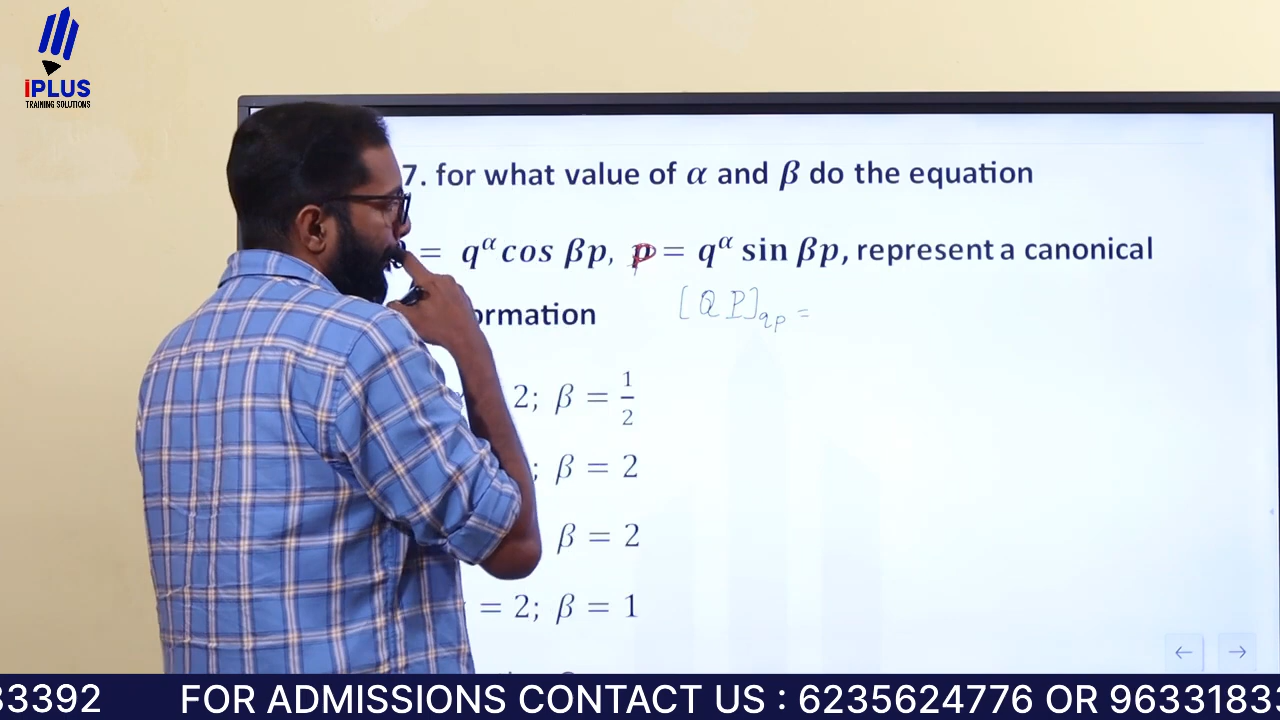 iPLUS
TRAINING SOLUTIONS
7. for what value of α and β do the equation
= q^α cos βp, p = q^α sin βp, represent a canonical
ormation
[Q P]qp =
2; β = 1/2
; β = 2
β = 2
= 2; β = 1
33392 FOR ADMISSIONS CONTACT US : 6235624776 OR 96331833